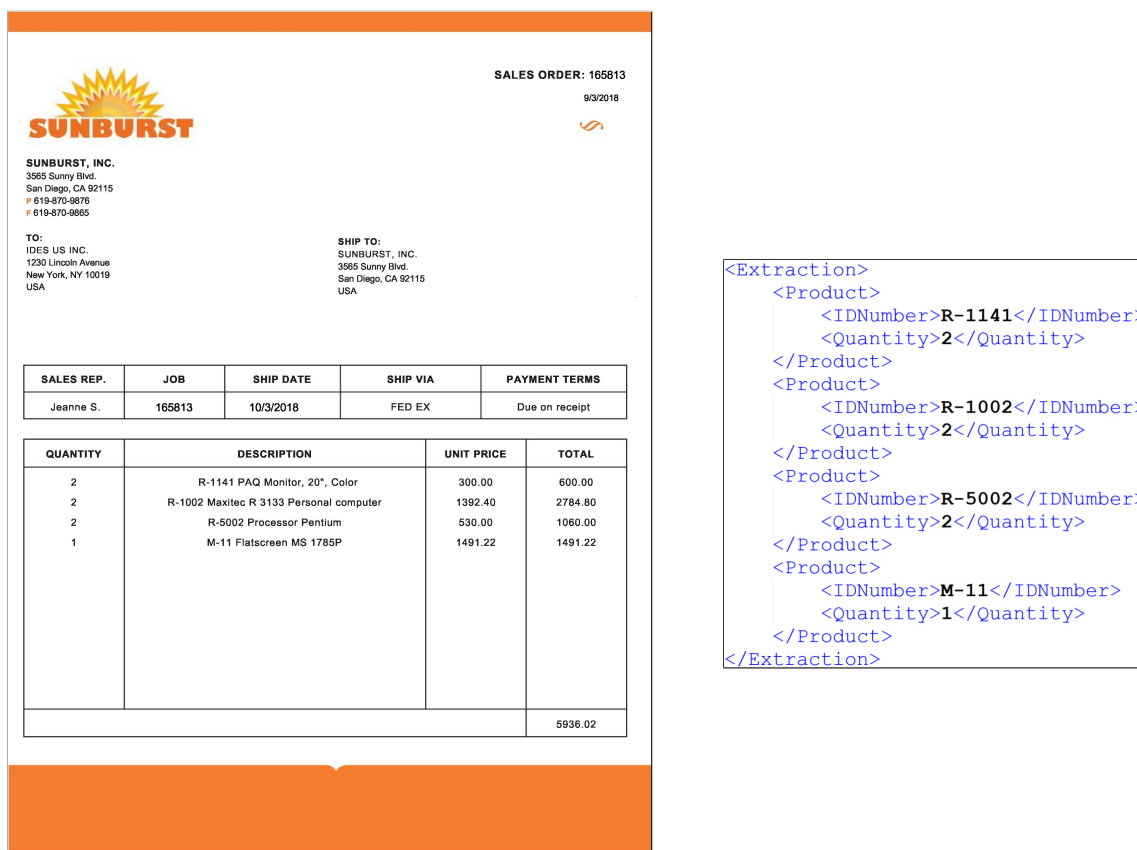 SALES ORDER: 165813
9/3/2018
SUNBURST
SUNBURST, INC.
3565 Sunny Blvd.
San Diego, CA 92115
P 619-870-9876
F 619-870-9865
TO:
IDES US INC.
1230 Lincoln Avenue
New York, NY 10019
USA
SHIP TO:
SUNBURST, INC.
3565 Sunny Blvd.
San Diego, CA 92115
USA
SALES REP. JOB SHIP DATE SHIP VIA PAYMENT TERMS
Jeanne S. 165813 10/3/2018 FED EX Due on receipt
QUANTITY DESCRIPTION UNIT PRICE TOTAL
2 R-1141 PAQ Monitor, 20", Color 300.00 600.00
2 R-1002 Maxitec R 3133 Personal computer 1392.40 2784.80
2 R-5002 Processor Pentium 530.00 1060.00
1 M-11 Flatscreen MS 1785P 1491.22 1491.22
5936.02
<Extraction>
<Product>
<IDNumber>R-1141</IDNumber>
<Quantity>2</Quantity>
</Product>
<Product>
<IDNumber>R-1002</IDNumber>
<Quantity>2</Quantity>
</Product>
<Product>
<IDNumber>R-5002</IDNumber>
<Quantity>2</Quantity>
</Product>
<Product>
<IDNumber>M-11</IDNumber>
<Quantity>1</Quantity>
</Product>
</Extraction>